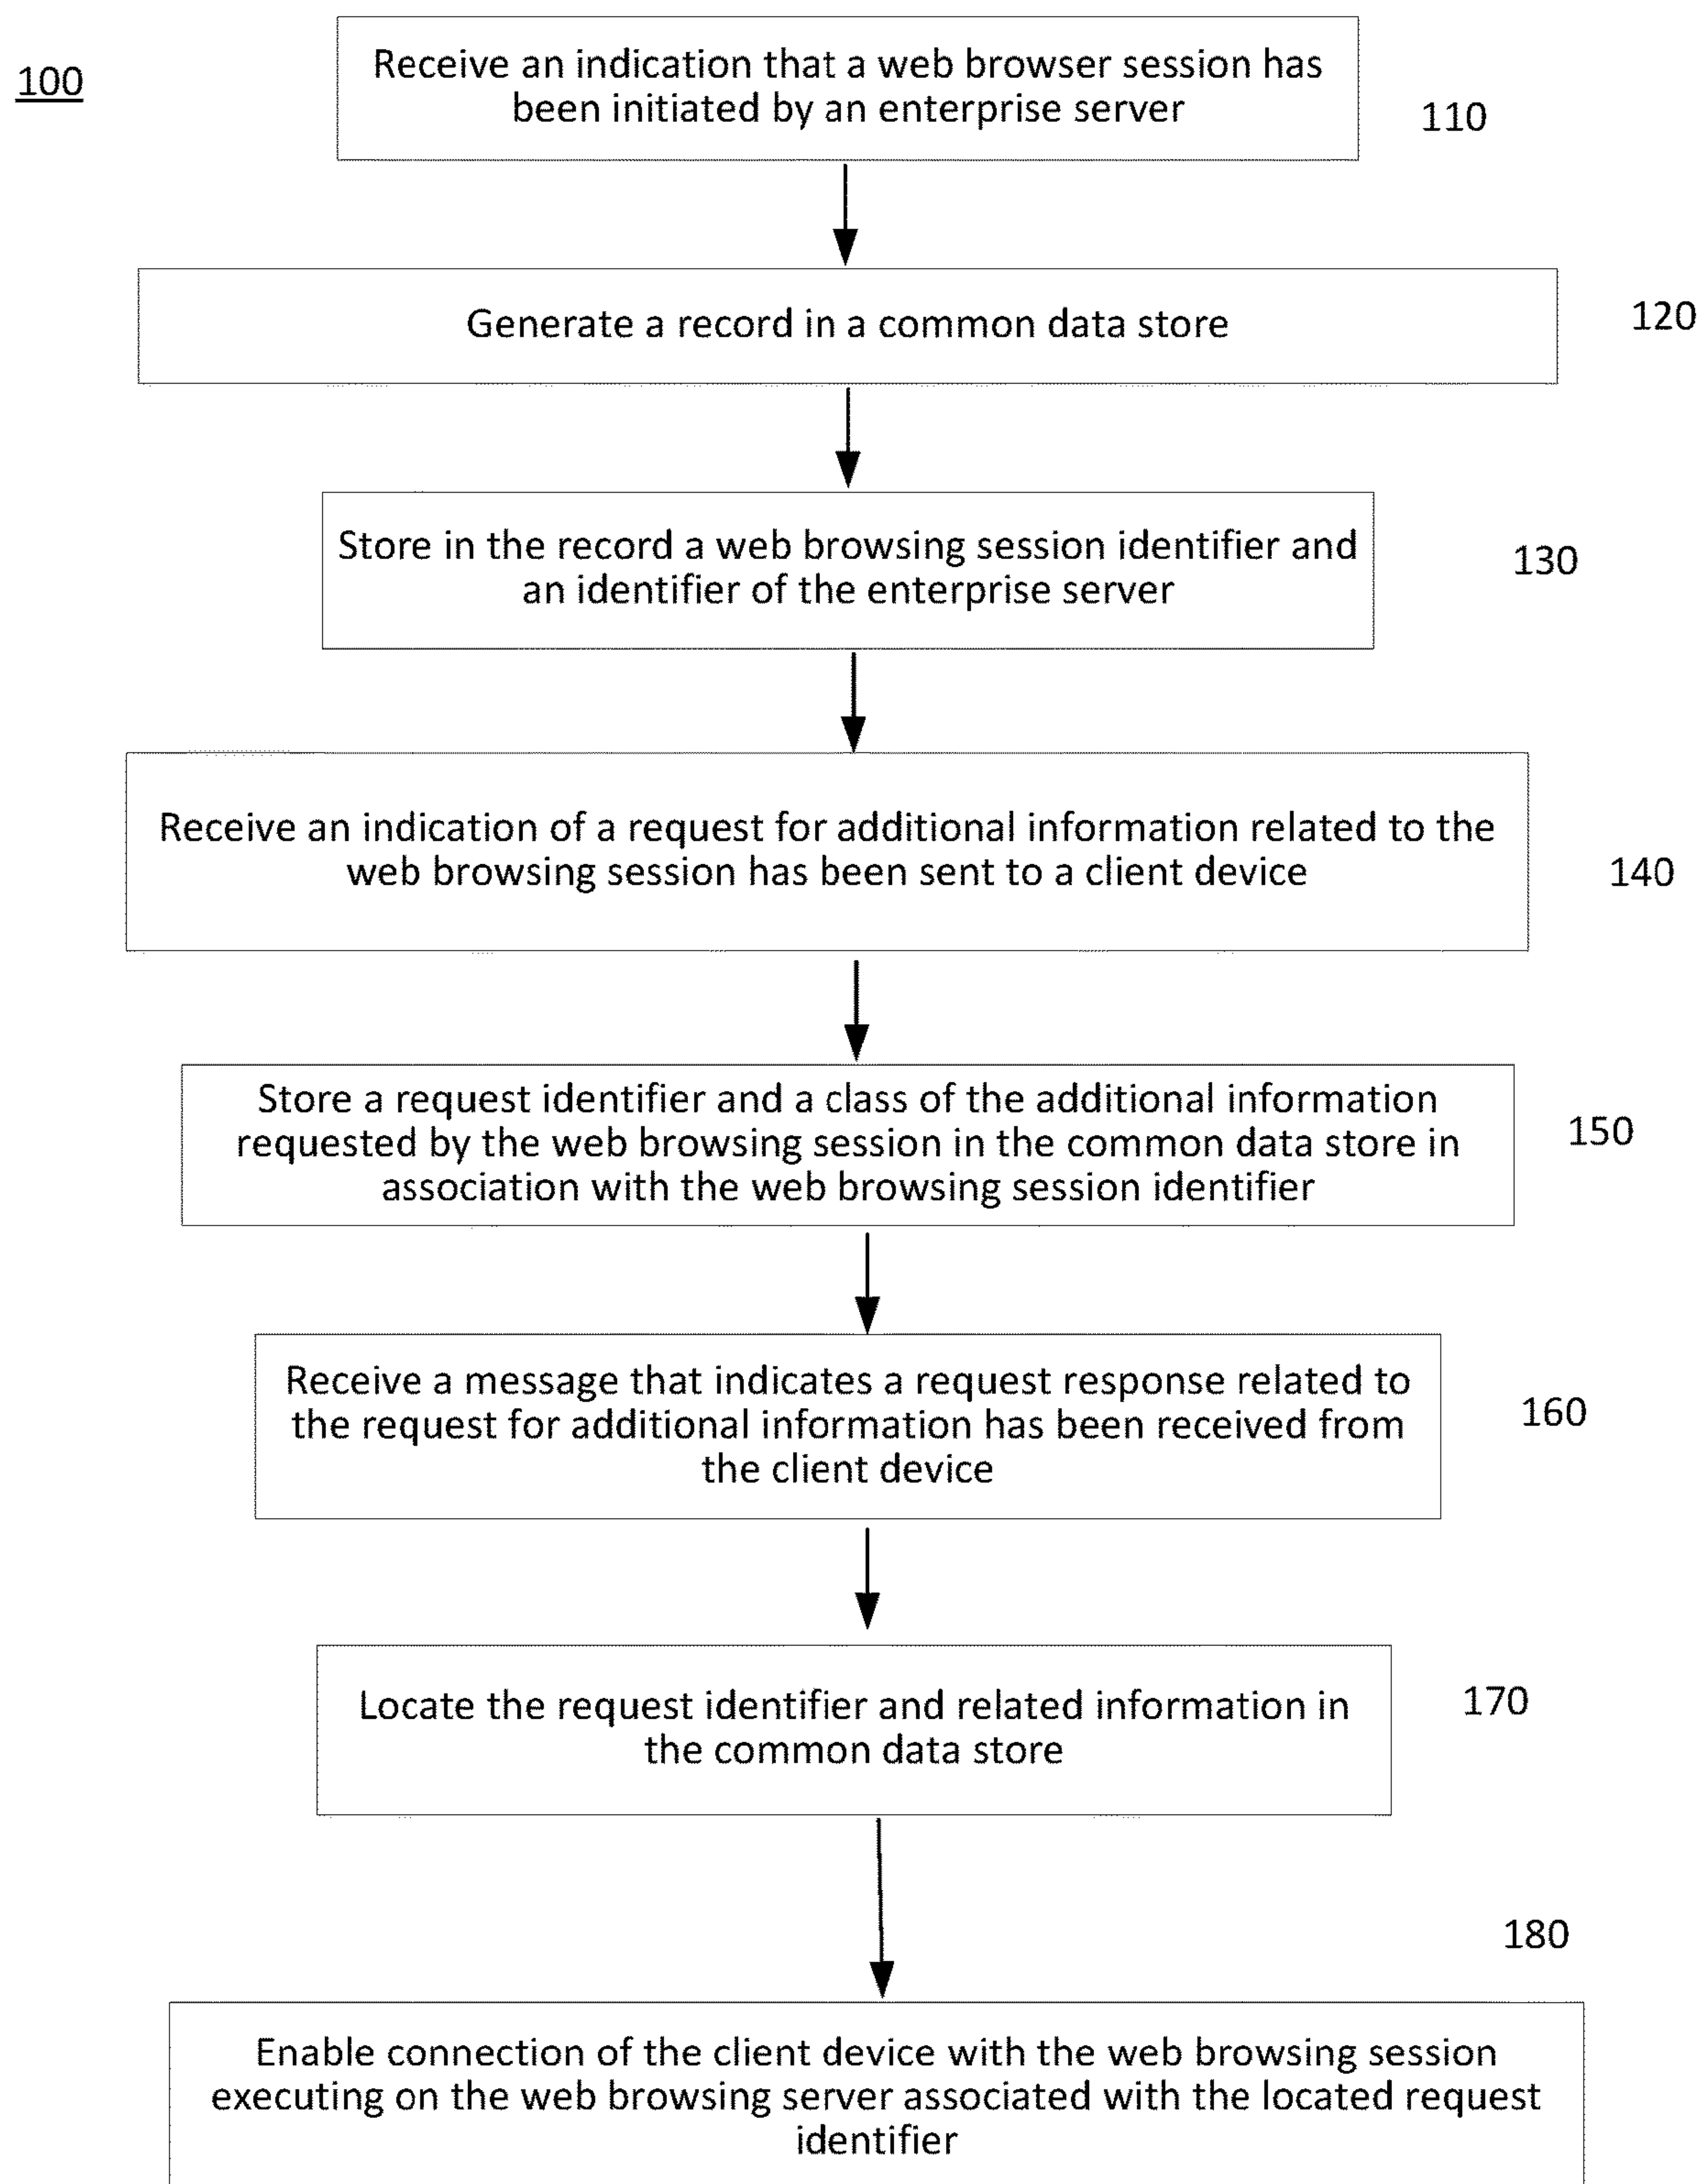 100
Receive an indication that a web browser session has
been initiated by an enterprise server
110
Generate a record in a common data store
120
Store in the record a web browsing session identifier and
an identifier of the enterprise server
130
Receive an indication of a request for additional information related to the
web browsing session has been sent to a client device
140
Store a request identifier and a class of the additional information
requested by the web browsing session in the common data store in
association with the web browsing session identifier
150
Receive a message that indicates a request response related to
the request for additional information has been received from
the client device
160
Locate the request identifier and related information in
the common data store
170
180
Enable connection of the client device with the web browsing session
executing on the web browsing server associated with the located request
identifier